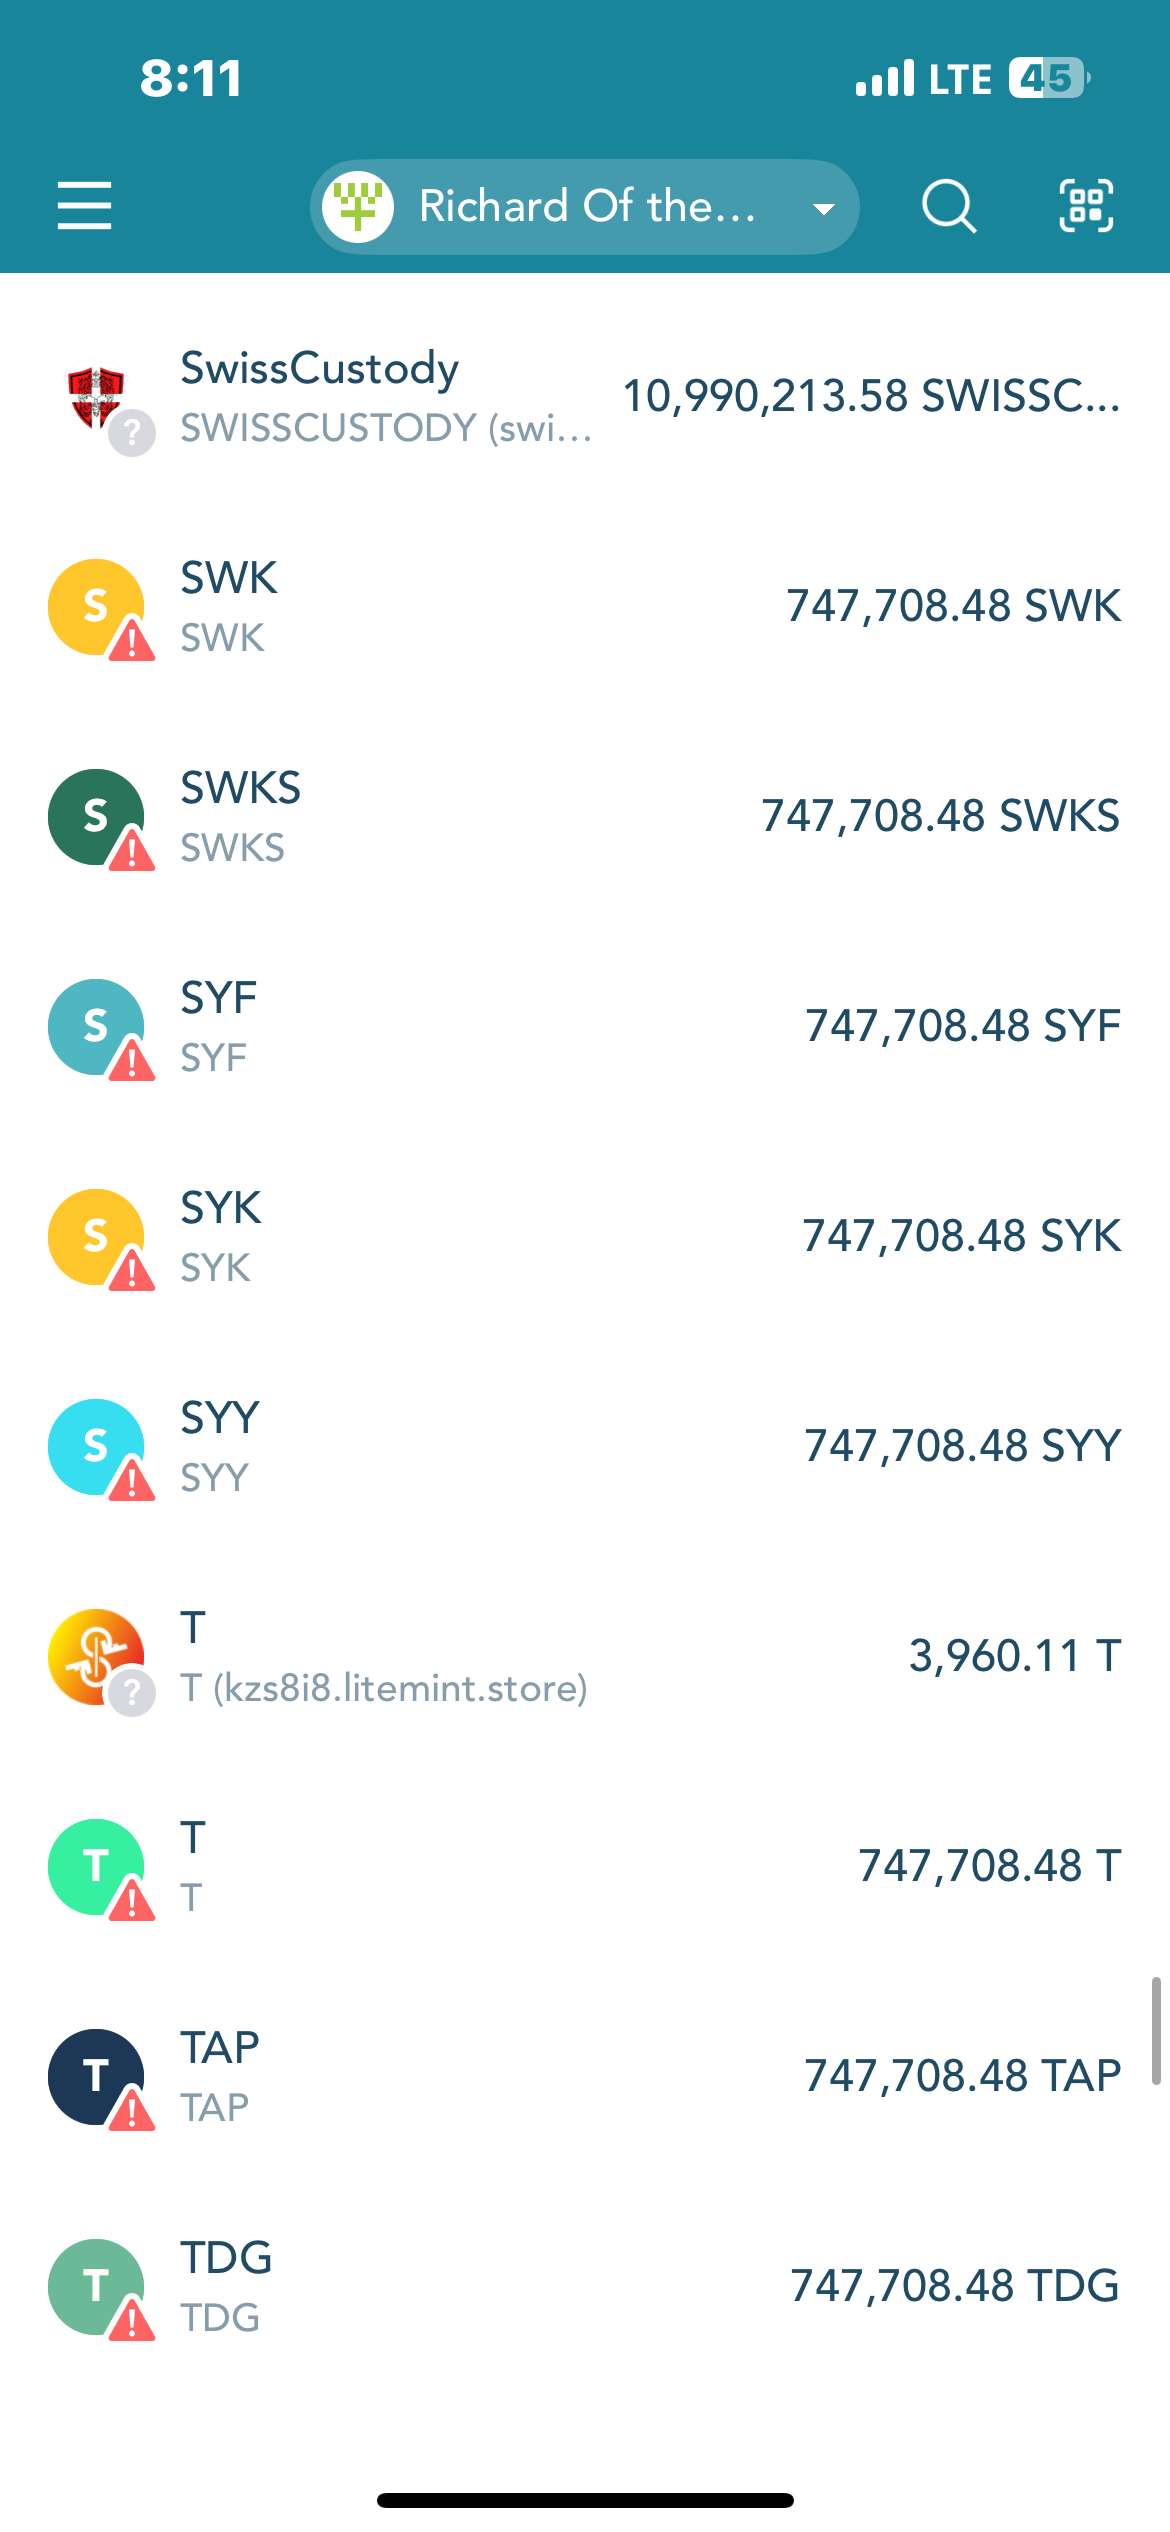 8:11
LTE 45
Richard Of the...
SwissCustody
SWISSCUSTODY (swi...
10,990,213.58 SWISSC...
S
SWK
SWK
747,708.48 SWK
S
SWKS
SWKS
747,708.48 SWKS
S
SYF
SYF
747,708.48 SYF
S
SYK
SYK
747,708.48 SYK
S
SYY
SYY
747,708.48 SYY
T
T (kzs8i8.litemint.store)
3,960.11 T
T
T
T
747,708.48 T
T
TAP
TAP
747,708.48 TAP
T
TDG
TDG
747,708.48 TDG